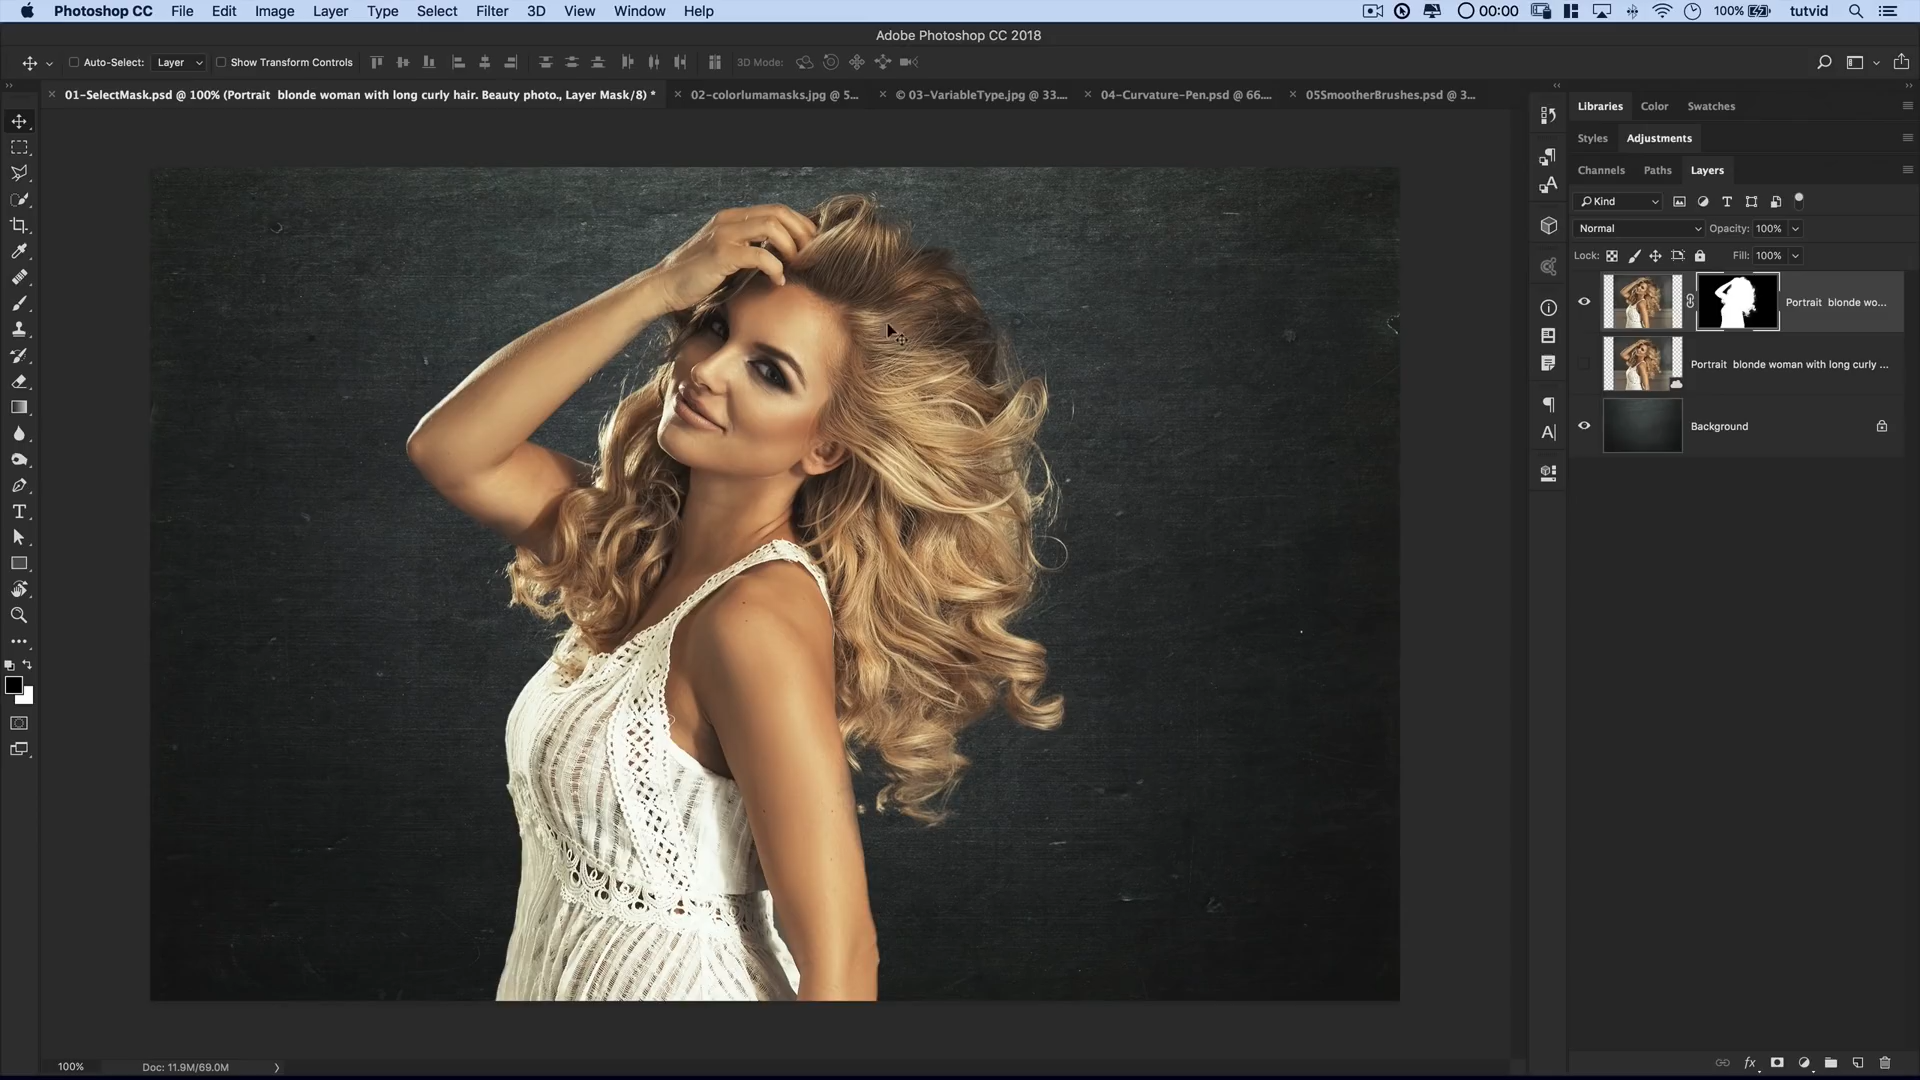 Photoshop CC File Edit Image Layer Type Select Filter 3D View Window Help 00:00 100% tutvid
Adobe Photoshop CC 2018
Auto-Select: Layer Show Transform Controls 3D Mode:
01-SelectMask.psd @ 100% (Portrait blonde woman with long curly hair. Beauty photo., Layer Mask/8) * 02-colorlumamasks.jpg @ 5... © 03-VariableType.jpg @ 33.... 04-Curvature-Pen.psd @ 66.... 05SmootherBrushes.psd @ 3...
Libraries Color Swatches
Styles Adjustments
Channels Paths Layers
Kind
Normal Opacity: 100%
Lock: Fill: 100%
Portrait blonde wo...
Portrait blonde woman with long curly ...
Background
100% Doc: 11.9M/69.0M